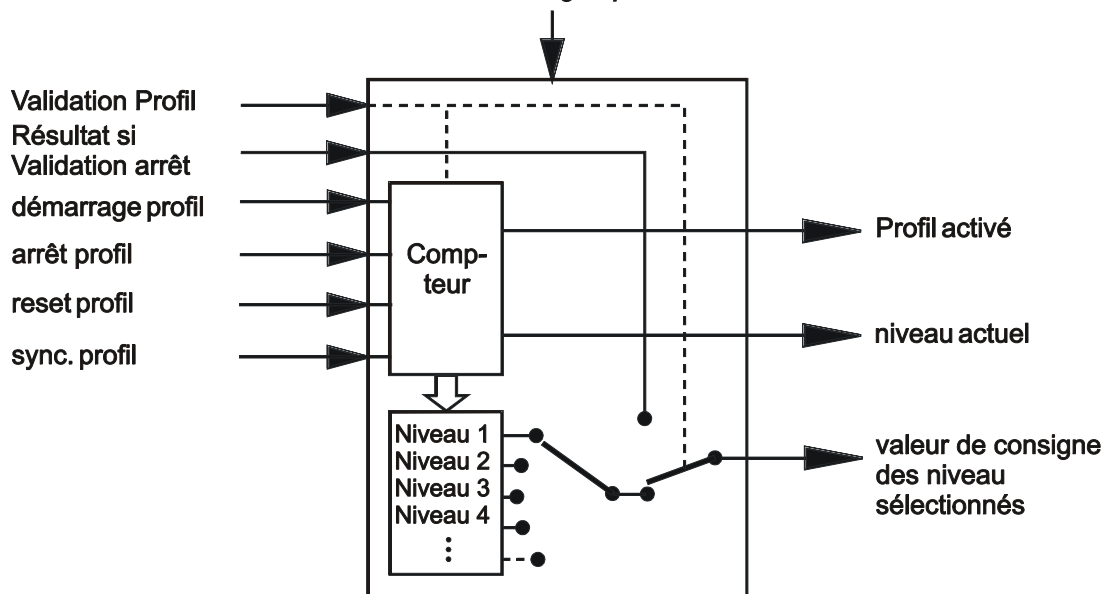 Validation Profil
Résultat si
Validation arrêt
démarrage profil
arrêt profil
reset profil
sync. profil
Comp-
teur
Niveau 1
Niveau 2
Niveau 3
Niveau 4
Profil activé
niveau actuel
valeur de consigne
des niveau
sélectionnés